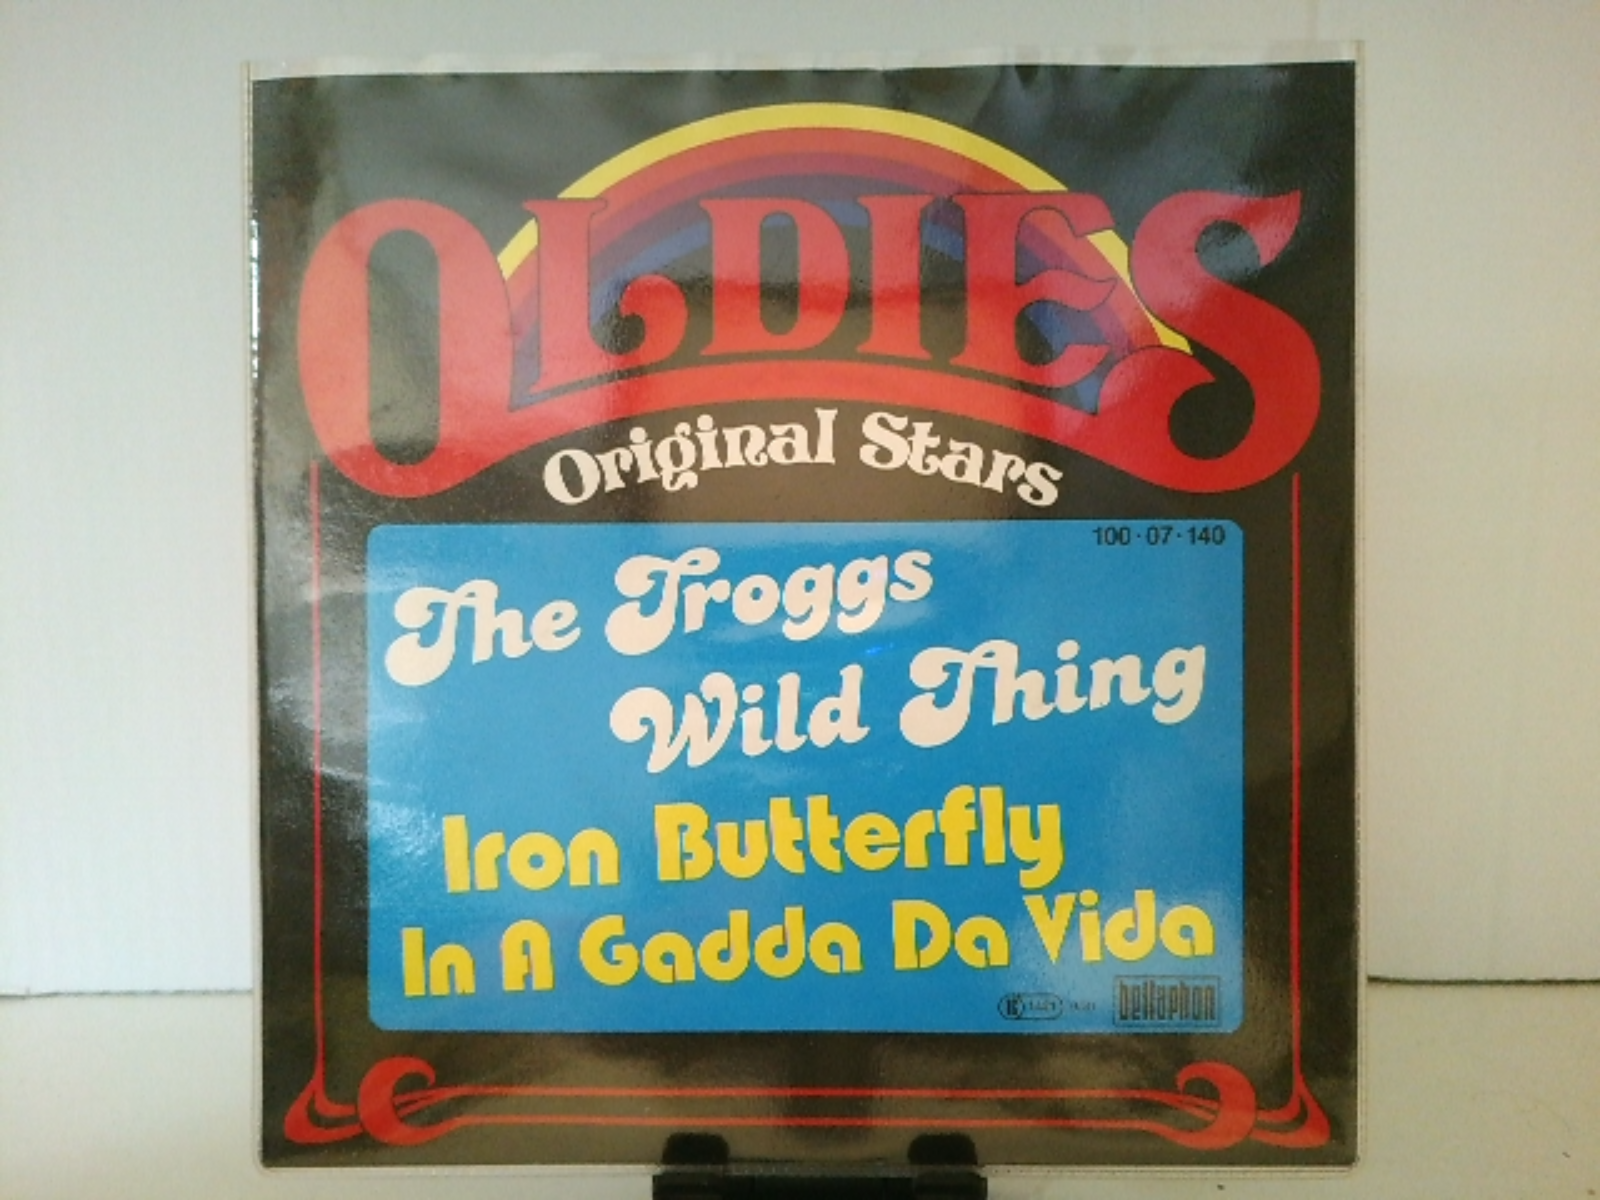 OLDIES
Original Stars
100·07·140
The Troggs
Wild Thing
Iron Butterfly
In A Gadda Da Vida
bellaphon